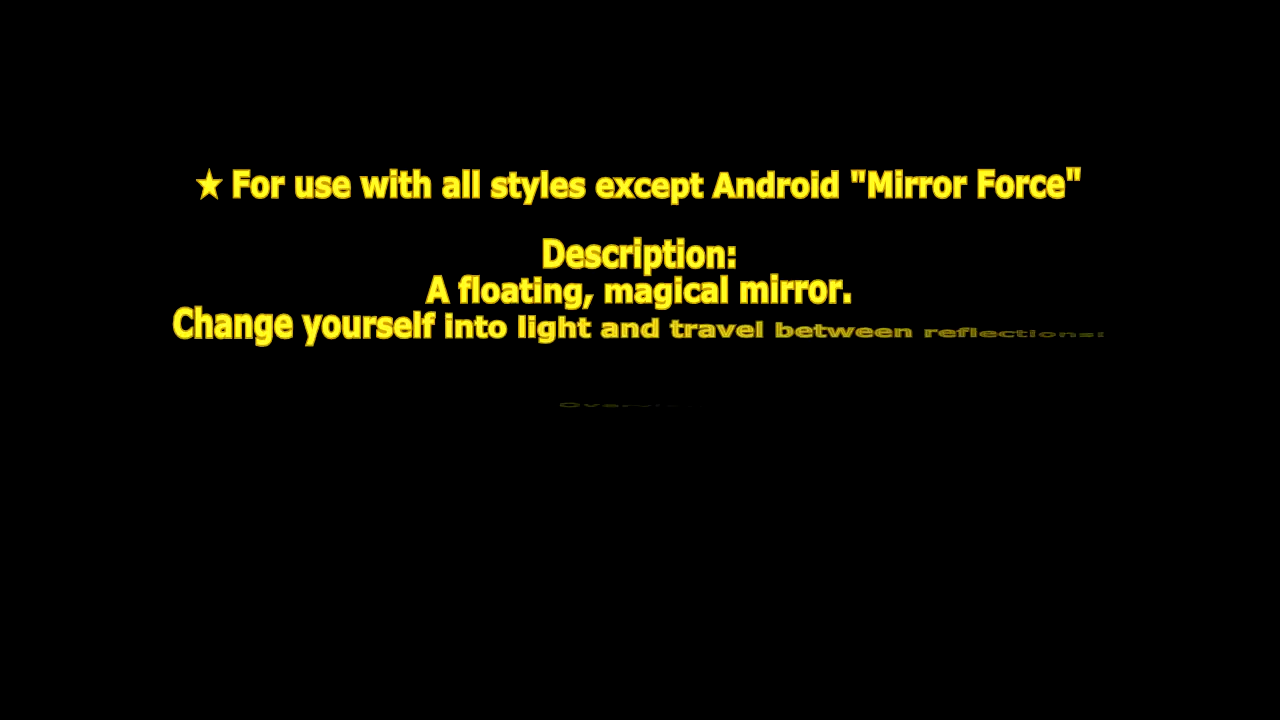 ★ For use with all styles except Android "Mirror Force"
Description:
A floating, magical mirror.
Change yourself into light and travel between reflections.